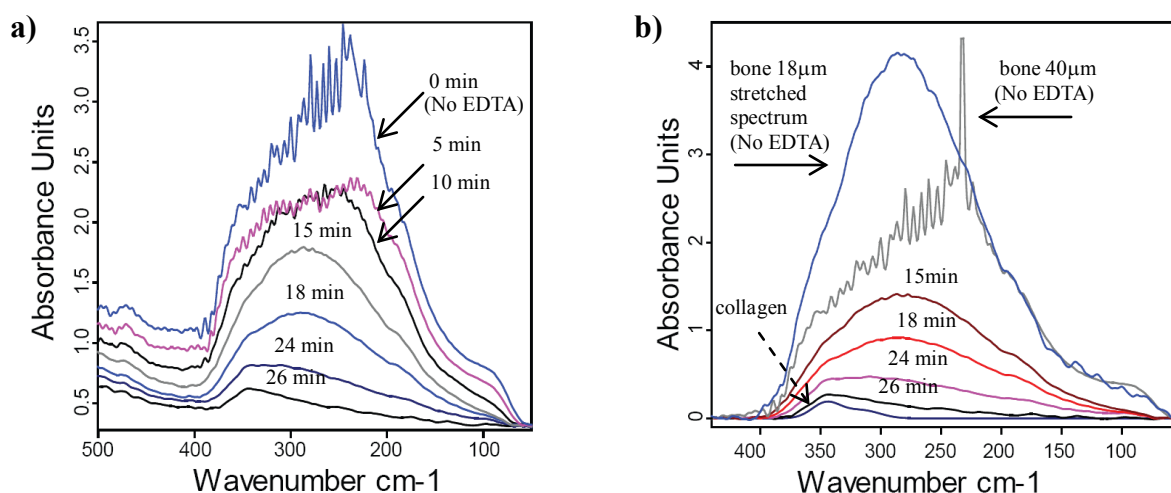 a)
Absorbance Units
3.5
3.0
2.5
2.0
1.5
1.0
0.5
0 min
(No EDTA)
5 min
10 min
15 min
18 min
24 min
26 min
500 400 300 200 100
Wavenumber cm-1
b)
Absorbance Units
4
3
2
1
0
bone 18μm
stretched
spectrum
(No EDTA)
bone 40μm
(No EDTA)
collagen
15min
18 min
24 min
26 min
400 350 300 250 200 150 100
Wavenumber cm-1